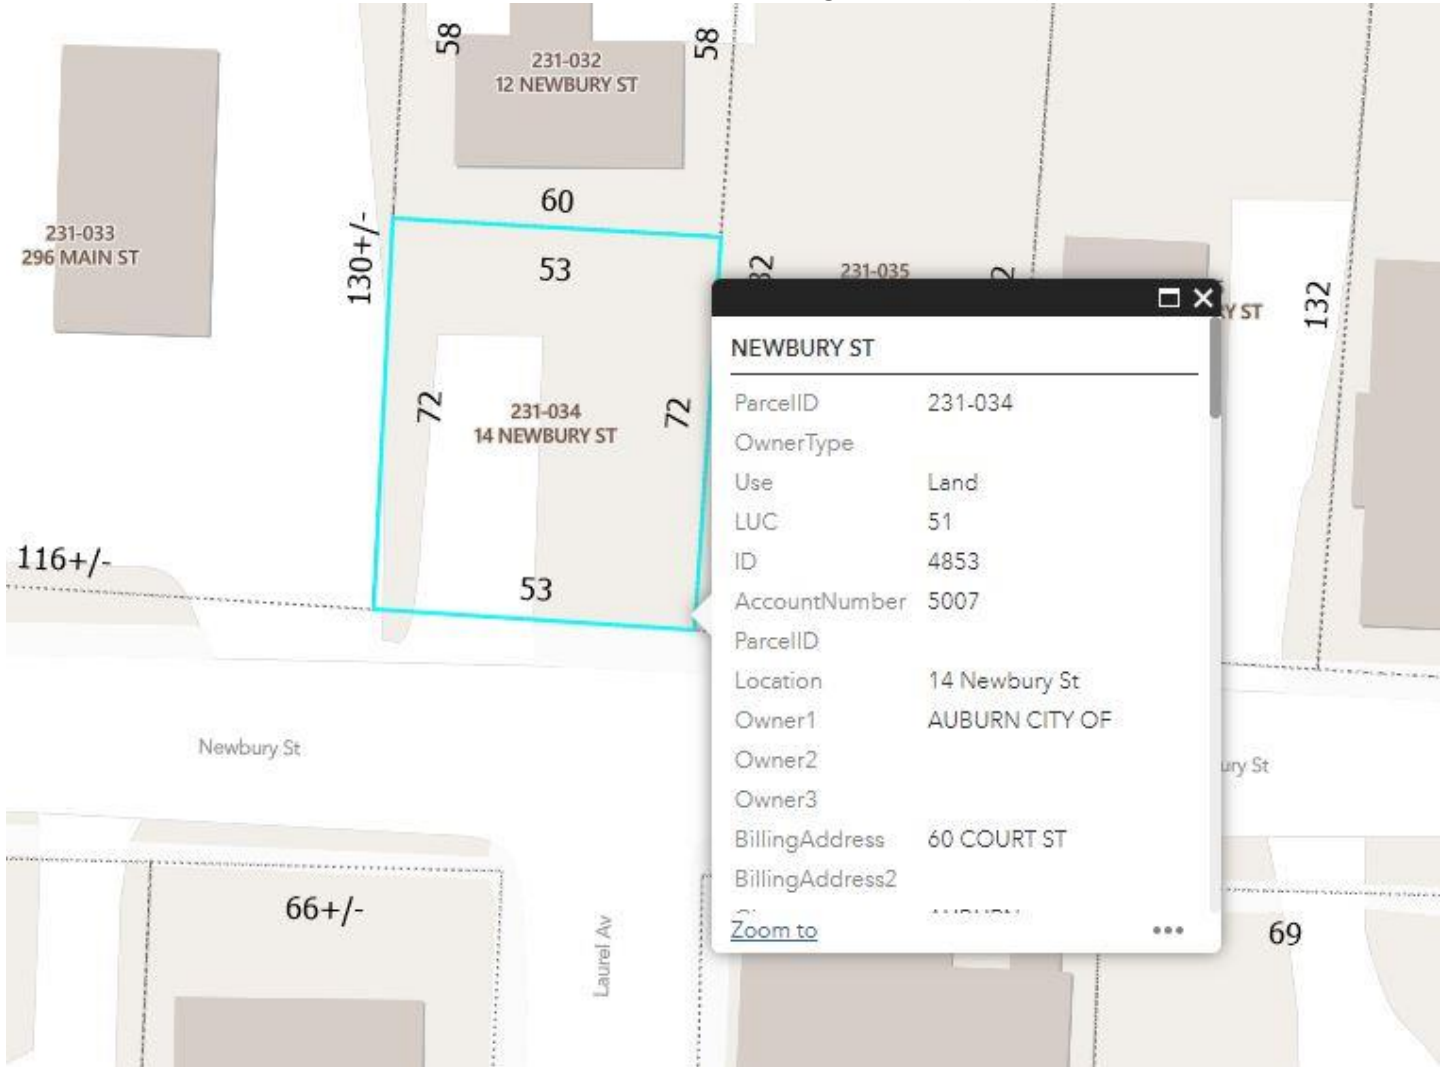 58
58
231-032
12 NEWBURY ST
60
130+/-
231-033
296 MAIN ST
53
231-035
132
ST
72
72
231-034
14 NEWBURY ST
116+/-
53
NEWBURY ST
ParcelID 231-034
OwnerType
Use Land
LUC 51
ID 4853
AccountNumber 5007
ParcelID
Location 14 Newbury St
Owner1 AUBURN CITY OF
Owner2
Owner3
BillingAddress 60 COURT ST
BillingAddress2
Zoom to
Newbury St
St
66+/-
Laurel Av
69